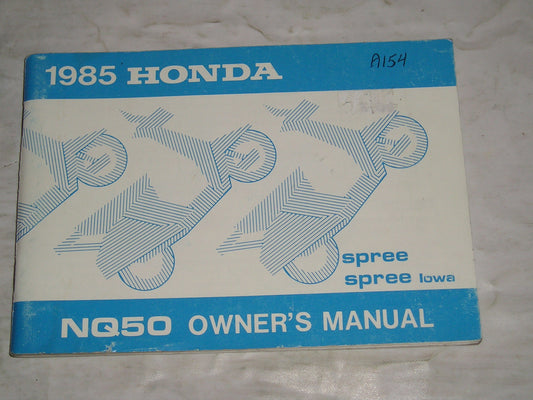 1985 HONDA
A154
spree
spree Iowa
NQ50 OWNER'S MANUAL